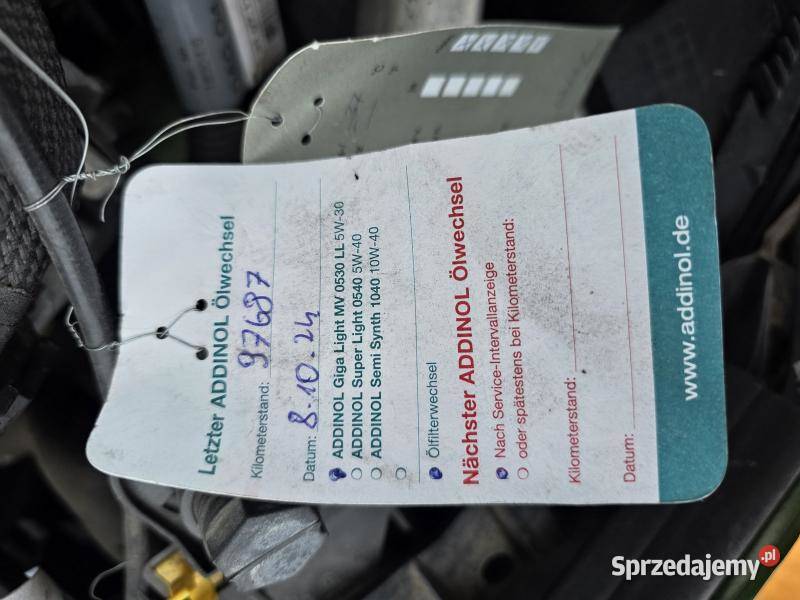 Letzter ADDINOL Ölwechsel
Kilometerstand: 97687
Datum: 8.10.24
ADDINOL Giga Light MV 0530 LL 5W-30
ADDINOL Super Light 0540 5W-40
ADDINOL Semi Synth 1040 10W-40
Ölfilterwechsel
Nächster ADDINOL Ölwechsel
Nach Service-Intervallanzeige
oder spätestens bei Kilometerstand:
Kilometerstand:
Datum:
www.addinol.de
Sprzedajemy.pl